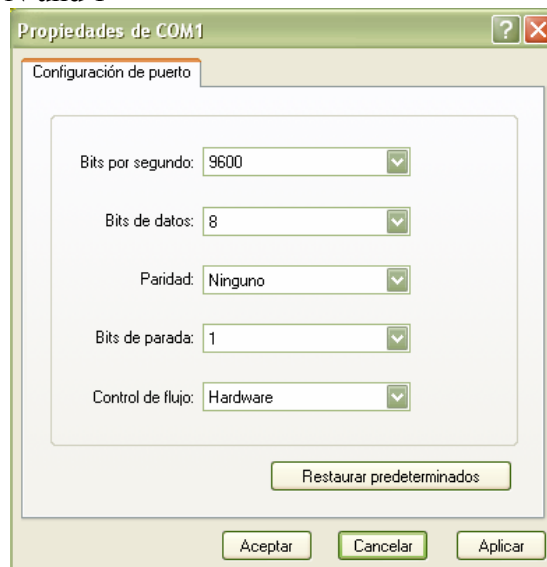 Propiedades de COM1
Configuración de puerto
Bits por segundo: 9600
Bits de datos: 8
Paridad: Ninguno
Bits de parada: 1
Control de flujo: Hardware
Restaurar predeterminados
Aceptar Cancelar Aplicar